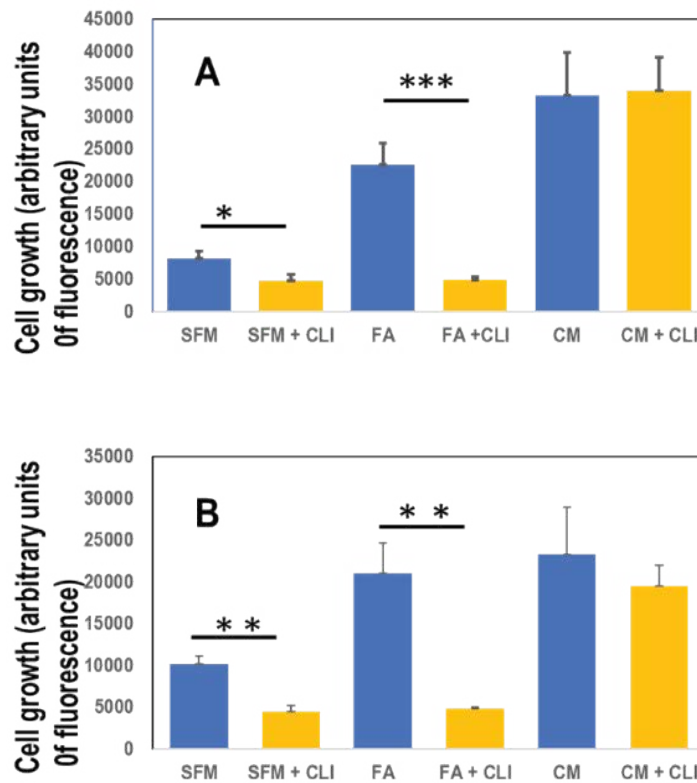 Cell growth (arbitrary units
0f fluorescence)
45000
40000
35000
30000
25000
20000
15000
10000
5000
0
A
*
***
SFM
SFM + CLI
FA
FA +CLI
CM
CM + CLI
Cell growth (arbitrary units
0f fluorescence)
35000
30000
25000
20000
15000
10000
5000
0
B
* *
* *
SFM
SFM + CLI
FA
FA + CLI
CM
CM + CLI